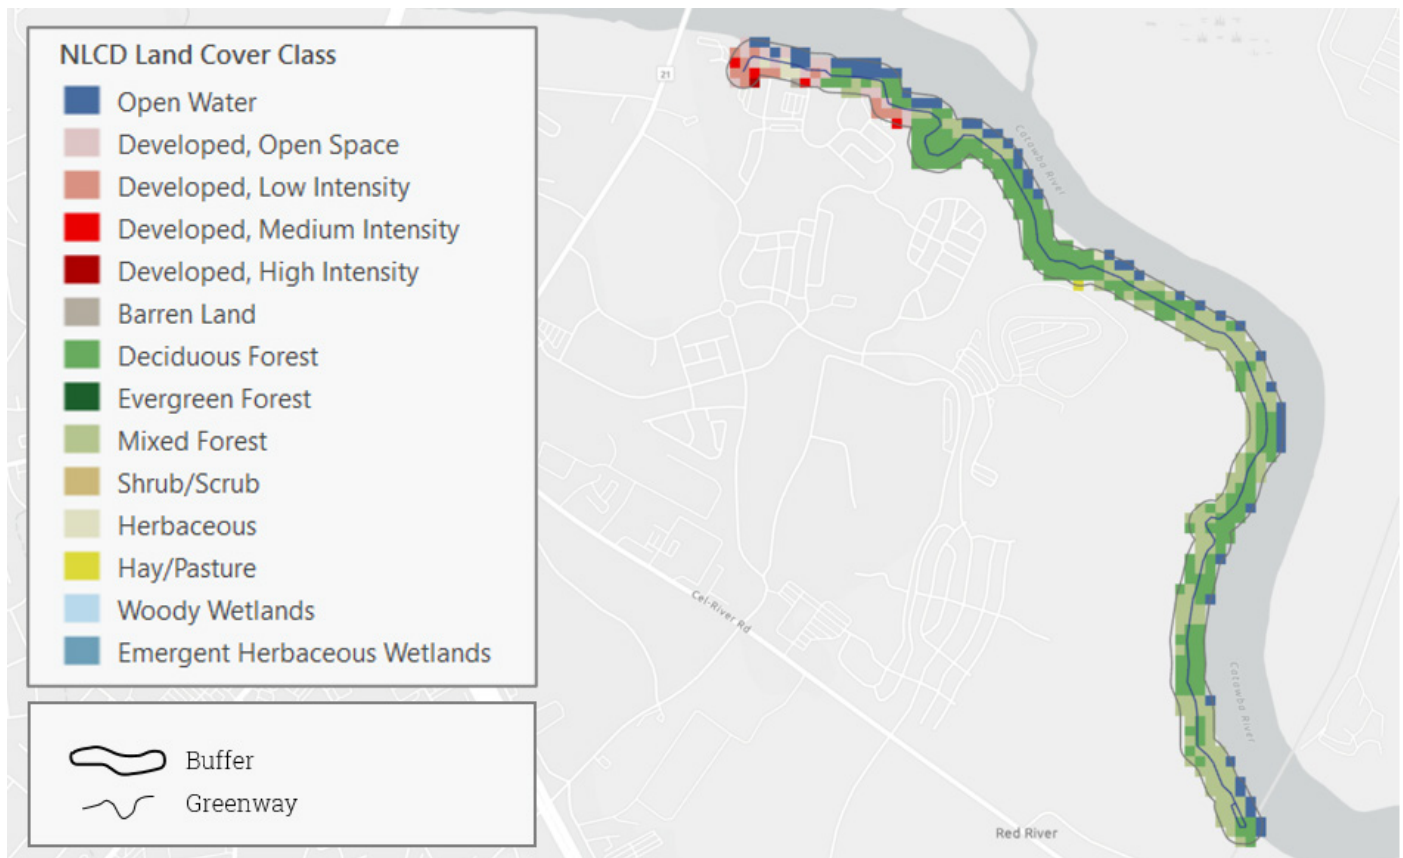 NLCD Land Cover Class
Open Water
Developed, Open Space
Developed, Low Intensity
Developed, Medium Intensity
Developed, High Intensity
Barren Land
Deciduous Forest
Evergreen Forest
Mixed Forest
Shrub/Scrub
Herbaceous
Hay/Pasture
Woody Wetlands
Emergent Herbaceous Wetlands
Buffer
Greenway
21
Catawba River
Cel-River Rd
Catawba River
Red River